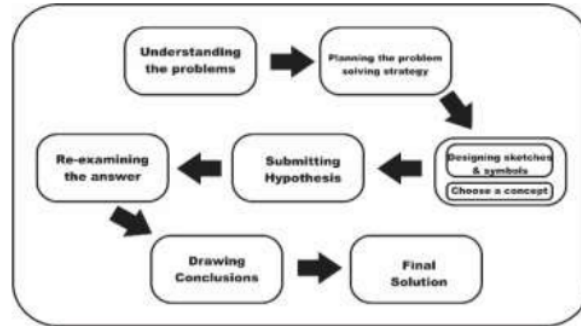 Understanding
the problems
Planning the problem
solving strategy
Designing sketches
& symbols
Choose a concept
Submitting
Hypothesis
Re-examining
the answer
Drawing
Conclusions
Final
Solution